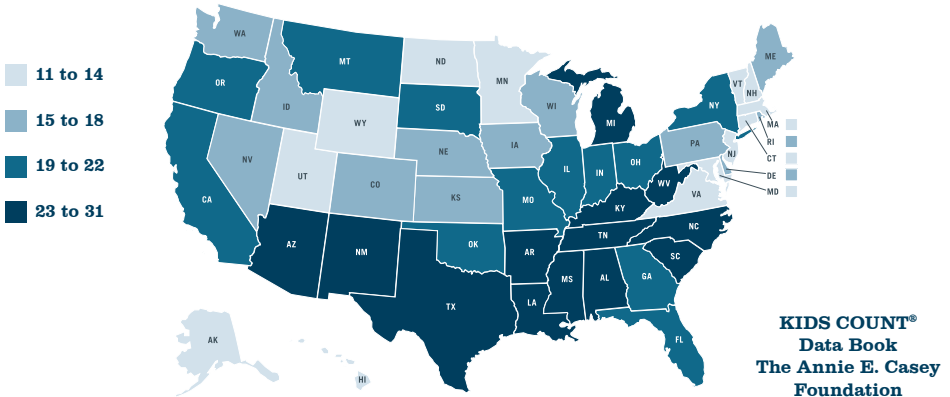 WA
ME
MT
ND
VT
MN
11 to 14
OR
NH
ID
WI
SD
NY
15 to 18
WY
MI
MA
RI
PA
IA
NE
NJ
CT
NV
OH
19 to 22
IL
IN
UT
DE
CO
WV
MD
KS
VA
CA
MO
KY
23 to 31
NC
TN
AZ
OK
NM
AR
SC
GA
MS
AL
LA
TX
KIDS COUNT®
AK
FL
Data Book
The Annie E. Casey
HI
Foundation